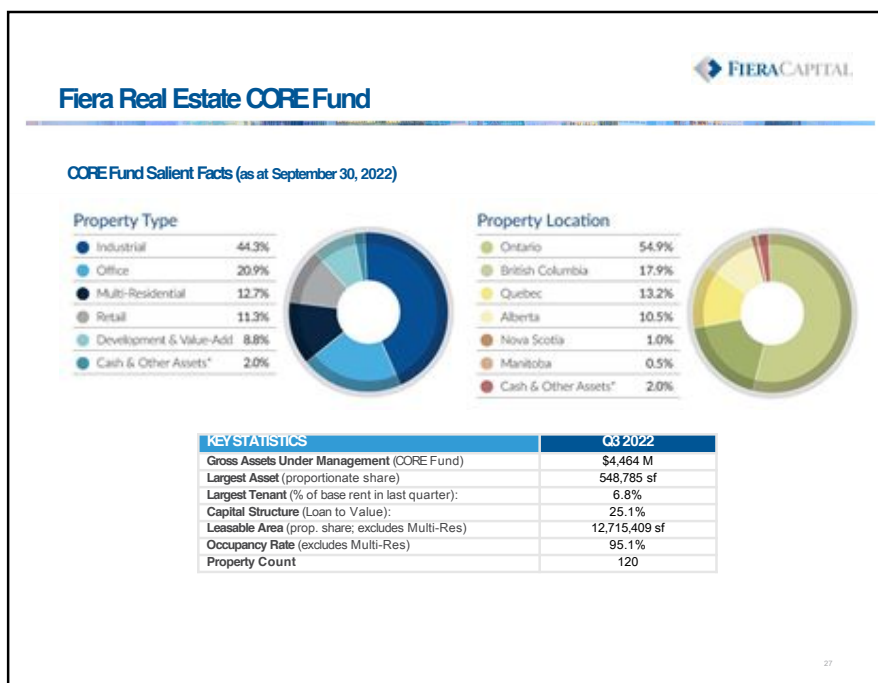 FIERACAPITAL
Fiera Real Estate CORE Fund
CORE Fund Salient Facts (as at September 30, 2022)
Property Type
Industrial 44.3%
Office 20.9%
Multi-Residential 12.7%
Retail 11.3%
Development & Value-Add 8.8%
Cash & Other Assets* 2.0%
Property Location
Ontario 54.9%
British Columbia 17.9%
Quebec 13.2%
Alberta 10.5%
Nova Scotia 1.0%
Manitoba 0.5%
Cash & Other Assets* 2.0%
KEY STATISTICS Q3 2022
Gross Assets Under Management (CORE Fund) $4,464 M
Largest Asset (proportionate share) 548,785 sf
Largest Tenant (% of base rent in last quarter): 6.8%
Capital Structure (Loan to Value): 25.1%
Leasable Area (prop. share; excludes Multi-Res) 12,715,409 sf
Occupancy Rate (excludes Multi-Res) 95.1%
Property Count 120
27